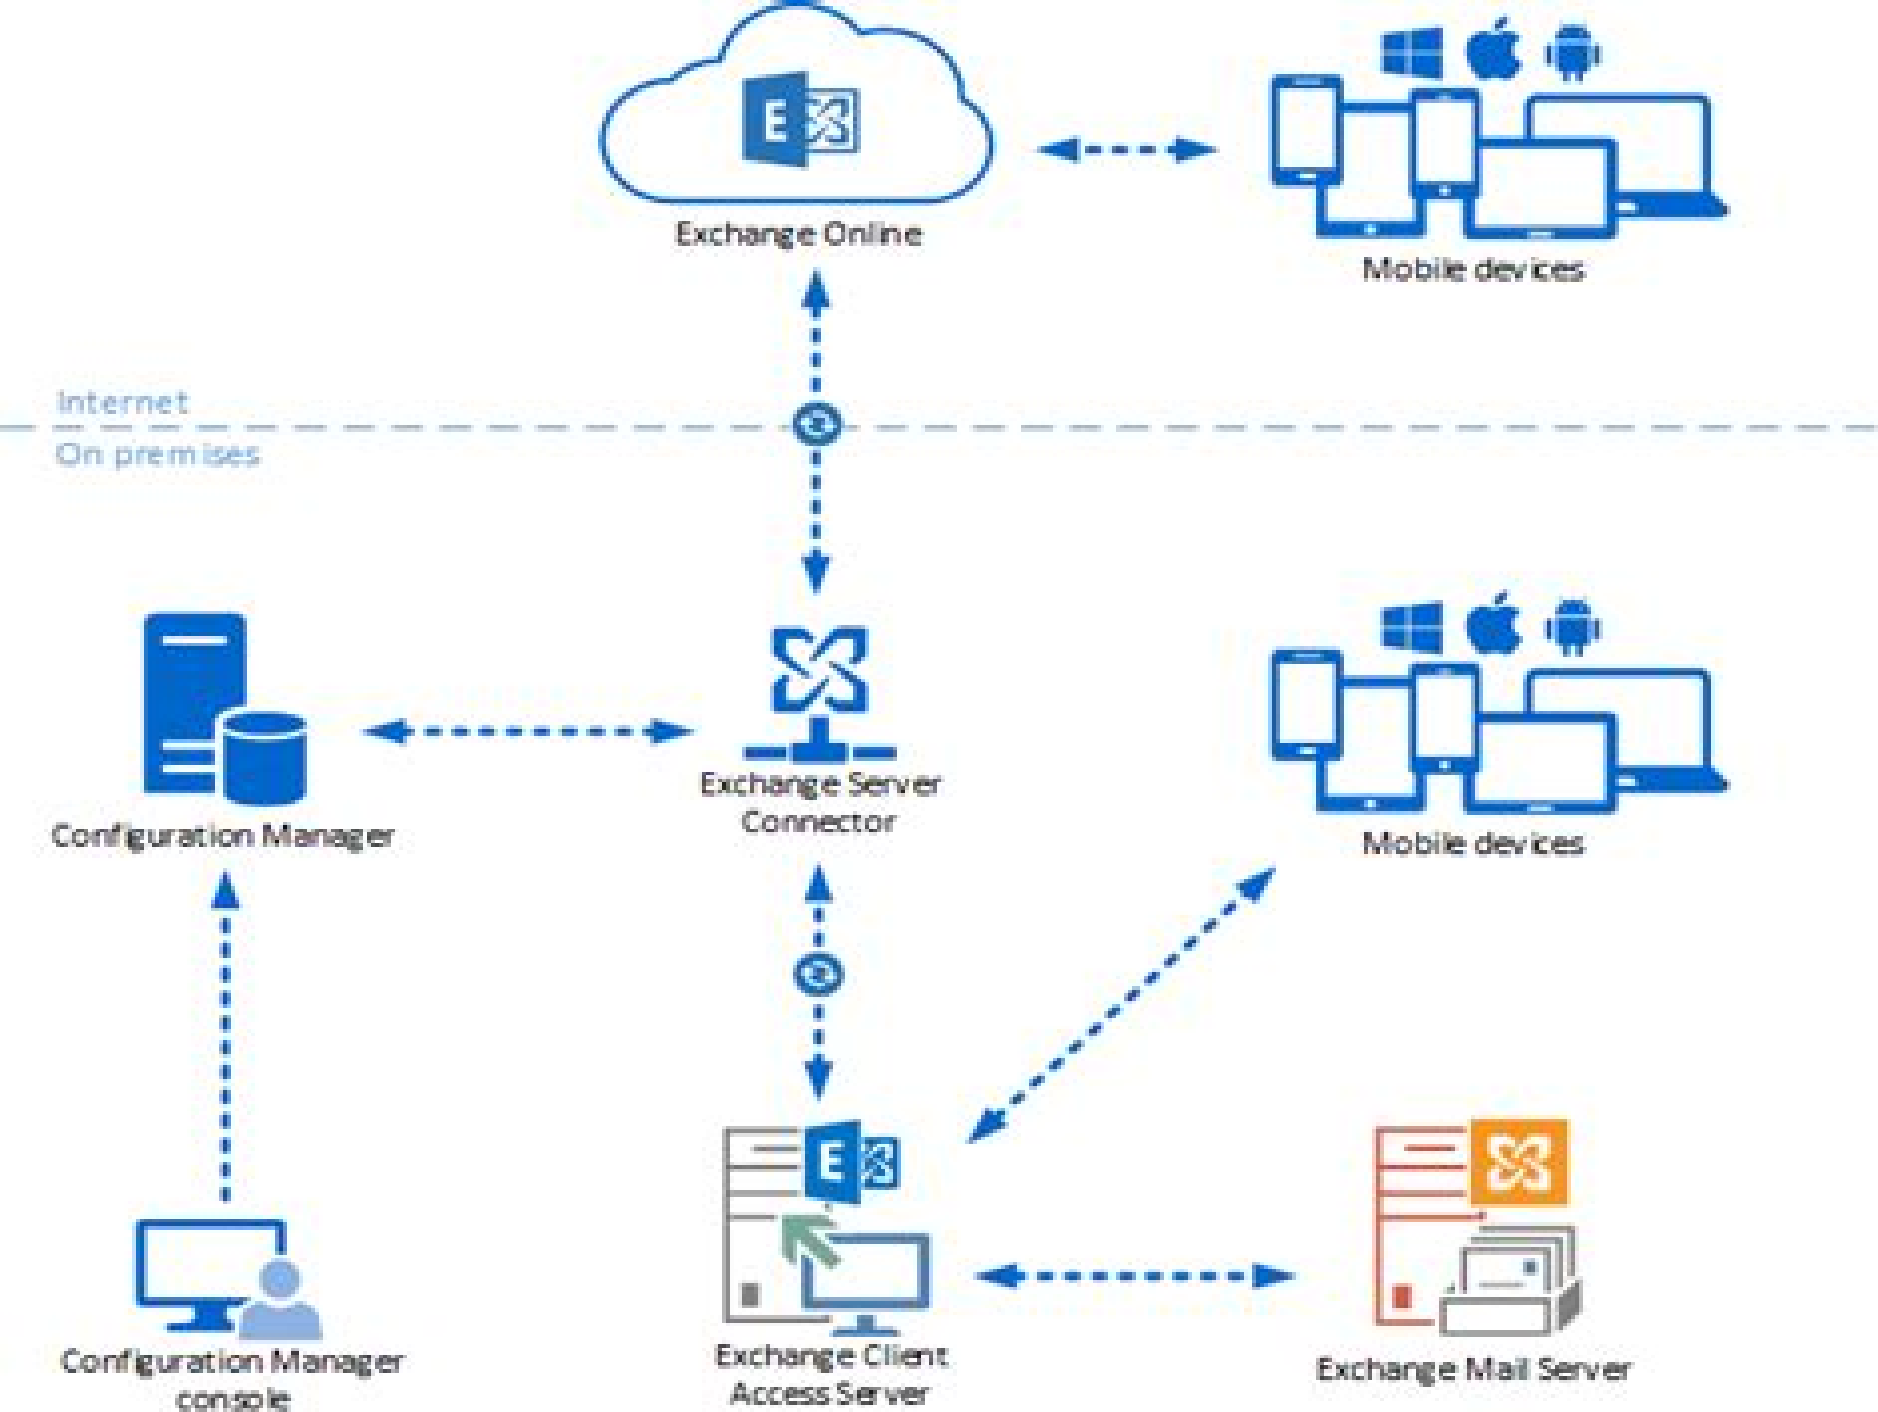 Exchange Online
Mobile devices
Internet
On premises
Configuration Manager
Exchange Server
Connector
Mobile devices
Configuration Manager
console
Exchange Client
Access Server
Exchange Mail Server